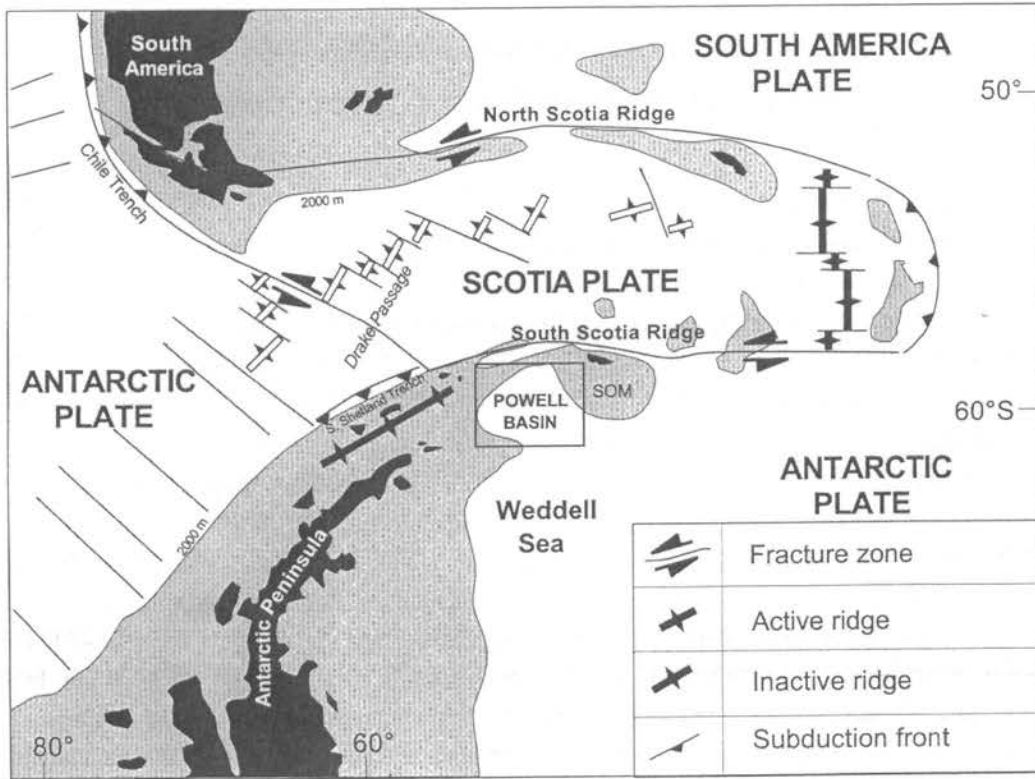 South
America
SOUTH AMERICA
PLATE
50°
North Scotia Ridge
Chile Trench
2000 m
SCOTIA PLATE
Drake Passage
South Scotia Ridge
ANTARCTIC
PLATE
S. Shetland Trench
POWELL
BASIN
SOM
60°S
ANTARCTIC
PLATE
Weddell
Sea
2000 m
Antarctic Peninsula
Fracture zone
Active ridge
Inactive ridge
Subduction front
80°
60°